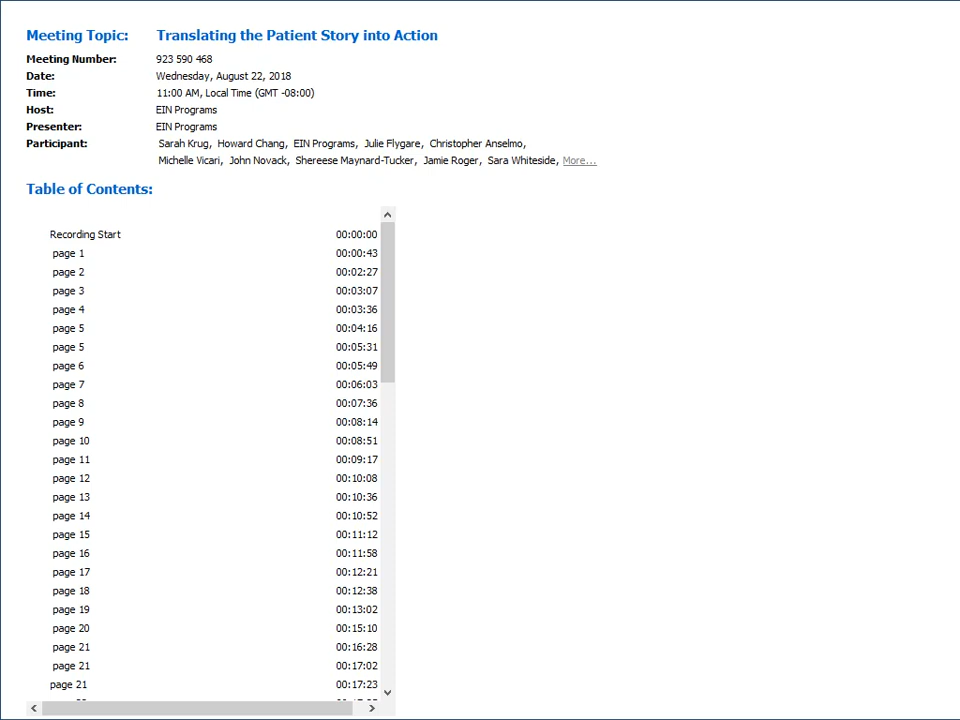 Meeting Topic: Translating the Patient Story into Action
Meeting Number: 923 590 468
Date: Wednesday, August 22, 2018
Time: 11:00 AM, Local Time (GMT -08:00)
Host: EIN Programs
Presenter: EIN Programs
Participant: Sarah Krug, Howard Chang, EIN Programs, Julie Flygare, Christopher Anselmo,
Michelle Vicari, John Novack, Shereese Maynard-Tucker, Jamie Roger, Sara Whiteside, More...
Table of Contents:
Recording Start 00:00:00
page 1 00:00:43
page 2 00:02:27
page 3 00:03:07
page 4 00:03:36
page 5 00:04:16
page 5 00:05:31
page 6 00:05:49
page 7 00:06:03
page 8 00:07:36
page 9 00:08:14
page 10 00:08:51
page 11 00:09:17
page 12 00:10:08
page 13 00:10:36
page 14 00:10:52
page 15 00:11:12
page 16 00:11:58
page 17 00:12:21
page 18 00:12:38
page 19 00:13:02
page 20 00:15:10
page 21 00:16:28
page 21 00:17:02
page 21 00:17:23